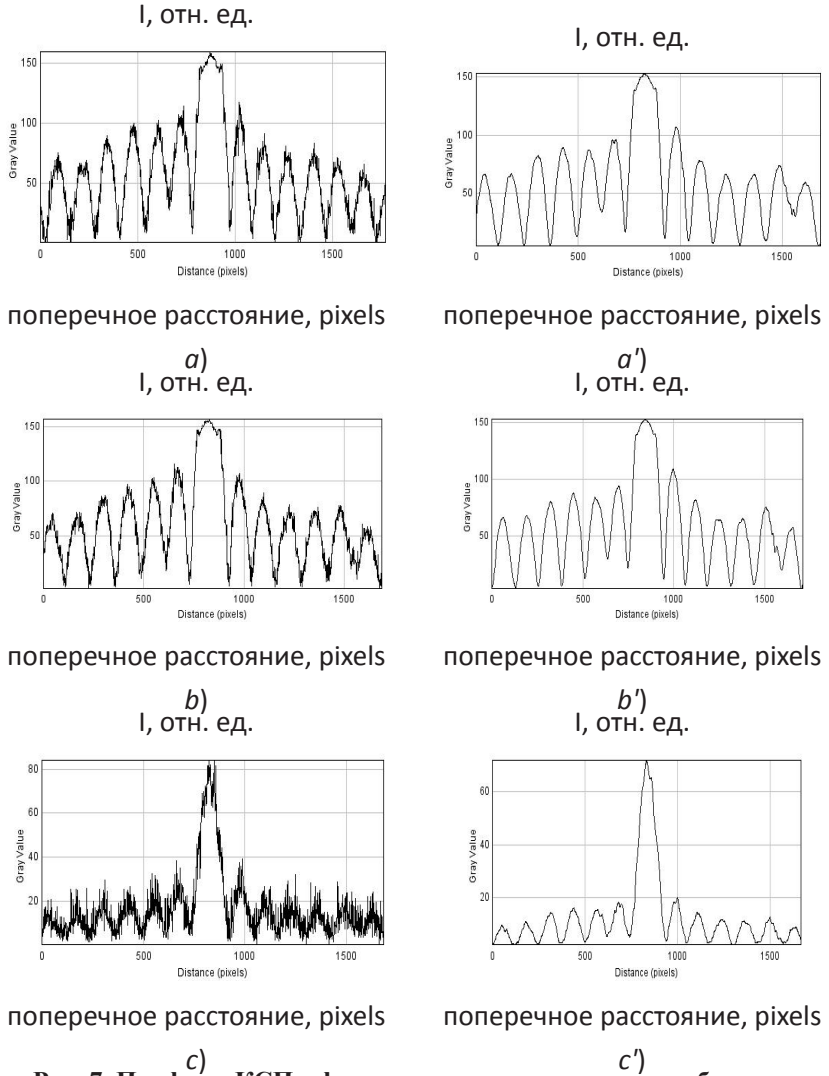 I, отн. ед.
150
100
50
Gray Value
0 500 1000 1500
Distance (pixels)
поперечное расстояние, pixels
a)
I, отн. ед.
150
100
50
Gray Value
0 500 1000 1500
Distance (pixels)
поперечное расстояние, pixels
a')
I, отн. ед.
150
100
50
Gray Value
0 500 1000 1500
Distance (pixels)
поперечное расстояние, pixels
b)
I, отн. ед.
150
100
50
Gray Value
0 500 1000 1500
Distance (pixels)
поперечное расстояние, pixels
b')
I, отн. ед.
80
60
40
20
Gray Value
0 500 1000 1500
Distance (pixels)
поперечное расстояние, pixels
c)
I, отн. ед.
60
40
20
Gray Value
0 500 1000 1500
Distance (pixels)
поперечное расстояние, pixels
c')